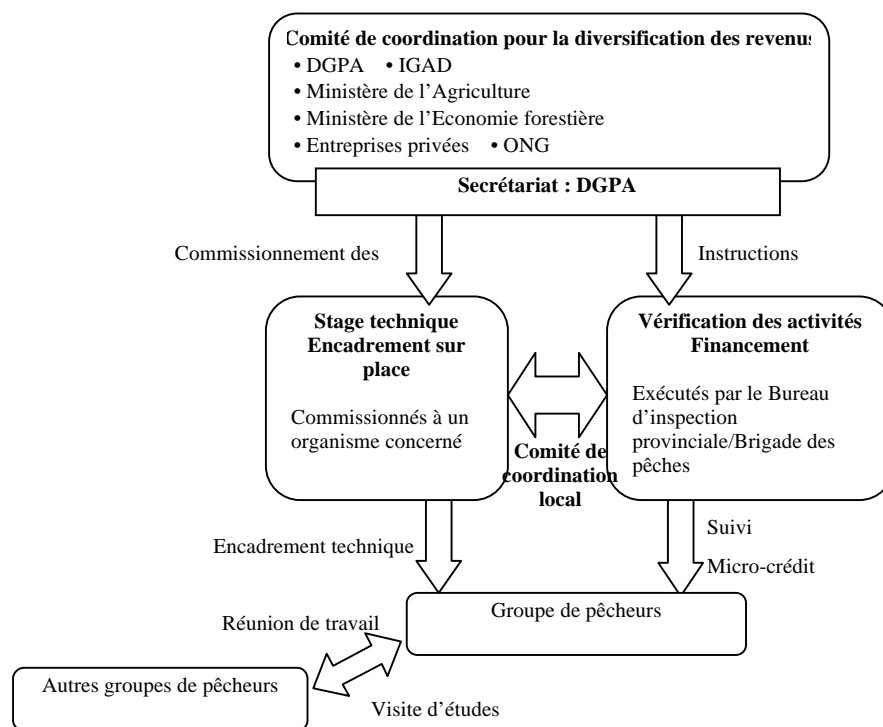 Comité de coordination pour la diversification des revenus
• DGPA • IGAD
• Ministère de l’Agriculture
• Ministère de l’Economie forestière
• Entreprises privées • ONG
Secrétariat : DGPA
Commissionnement des
Instructions
Stage technique
Encadrement sur
place
Commissionnés à un
organisme concerné
Vérification des activités
Financement
Exécutés par le Bureau
d’inspection
provinciale/Brigade des
pêches
Comité de
coordination
local
Encadrement technique
Suivi
Micro-crédit
Groupe de pêcheurs
Réunion de travail
Autres groupes de pêcheurs
Visite d’études